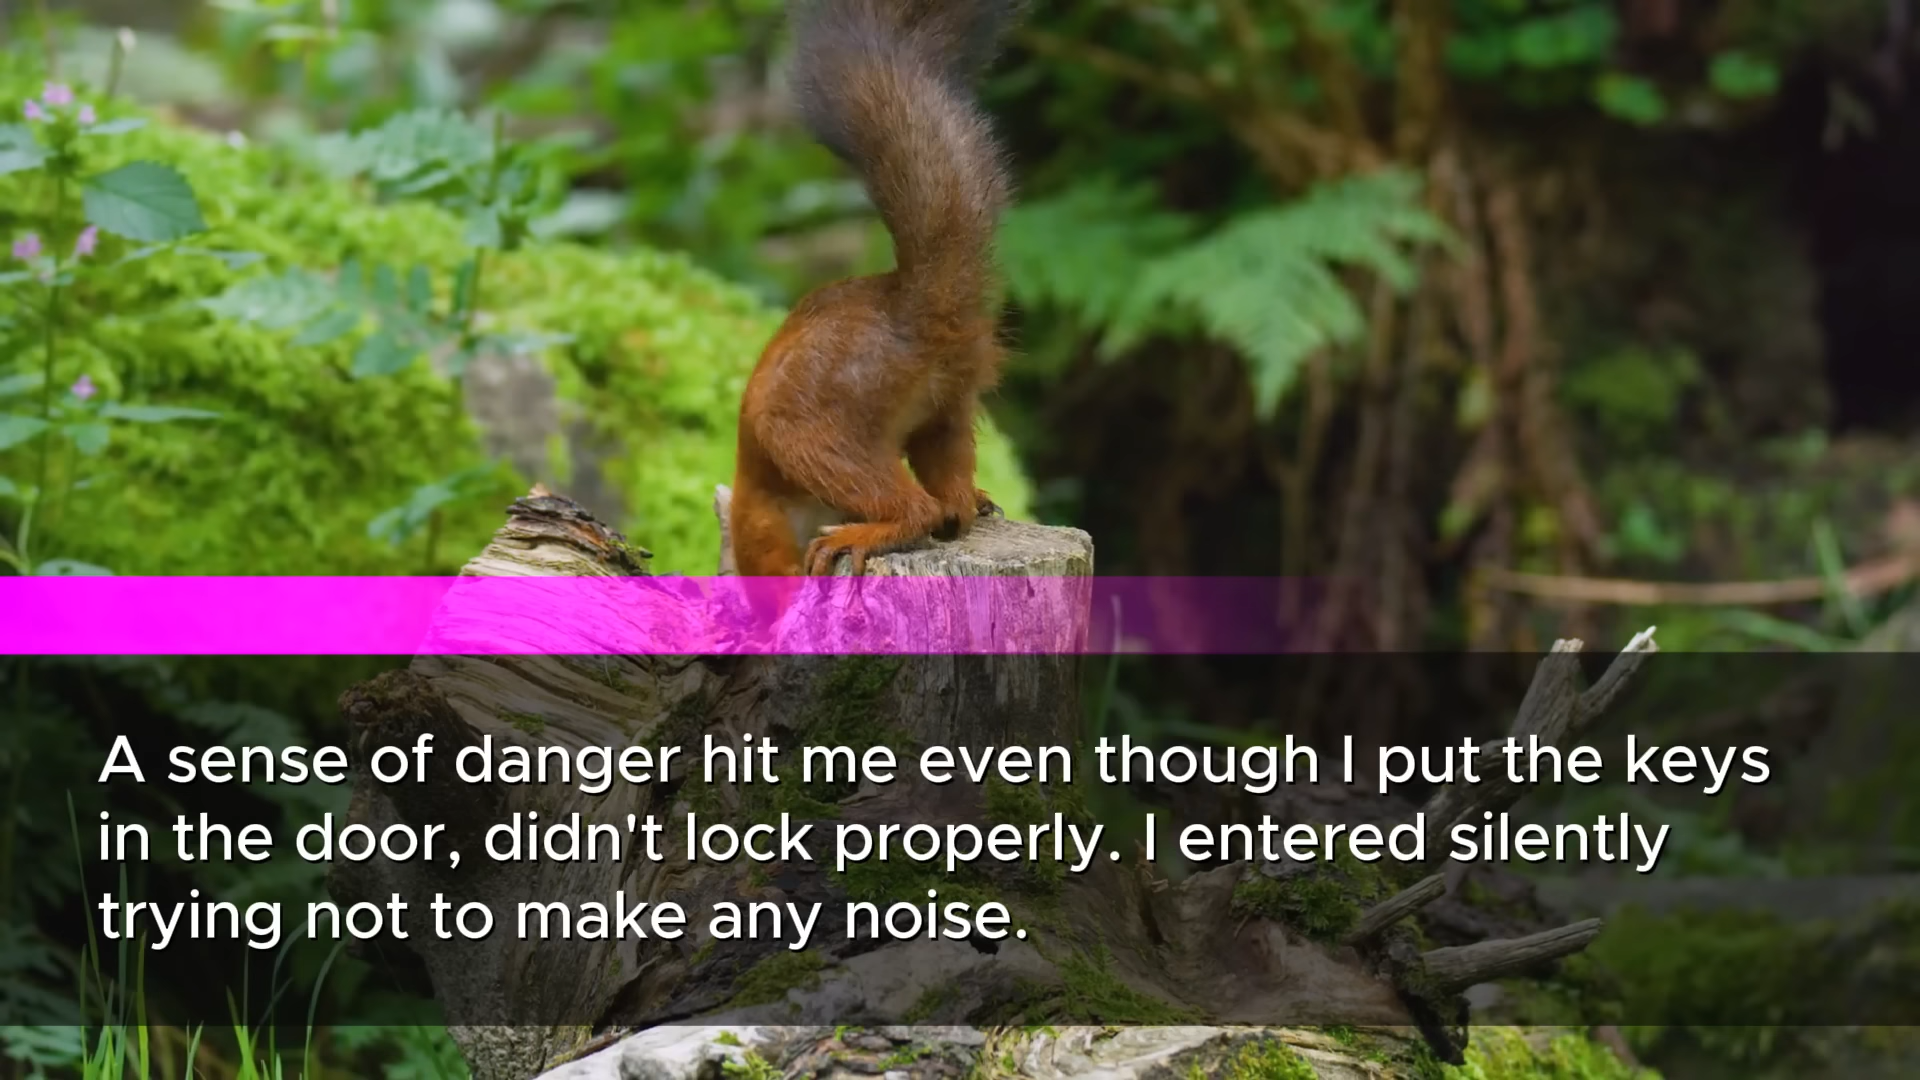 A sense of danger hit me even though I put the keys
in the door, didn't lock properly. I entered silently
trying not to make any noise.